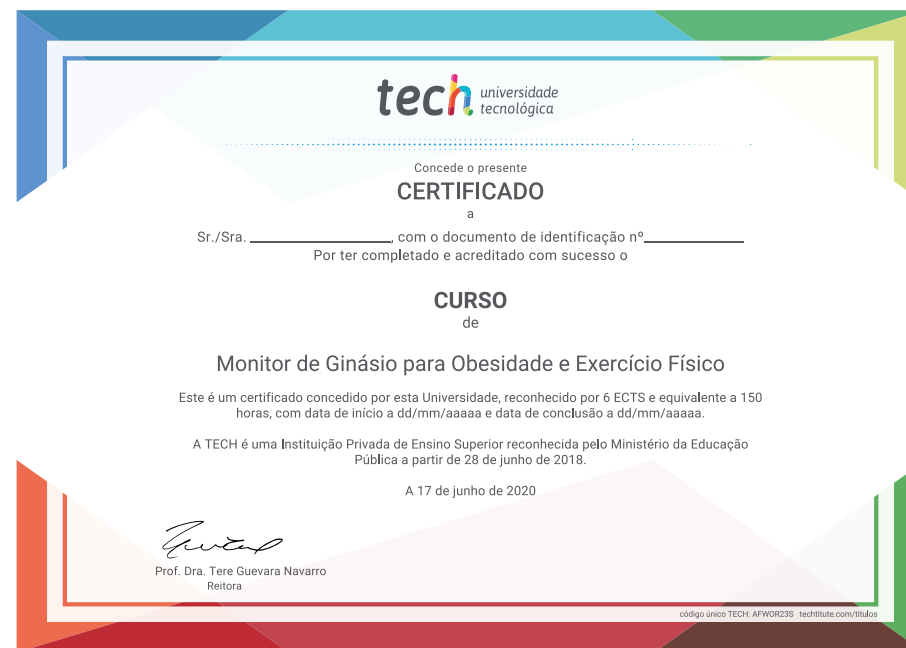 tech universidade
tecnológica
Concede o presente
CERTIFICADO
a
Sr./Sra. ____________________, com o documento de identificação nº______________
Por ter completado e acreditado com sucesso o
CURSO
de
Monitor de Ginásio para Obesidade e Exercício Físico
Este é um certificado concedido por esta Universidade, reconhecido por 6 ECTS e equivalente a 150
horas, com data de início a dd/mm/aaaaa e data de conclusão a dd/mm/aaaaa.
A TECH é uma Instituição Privada de Ensino Superior reconhecida pelo Ministério da Educação
Pública a partir de 28 de junho de 2018.
A 17 de junho de 2020
Prof. Dra. Tere Guevara Navarro
Reitora
código único TECH: AFWOR23S techtitute.com/titulos